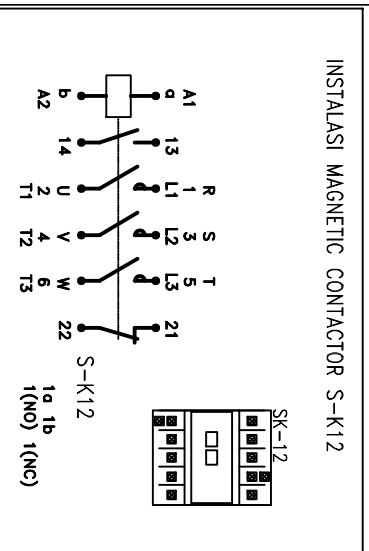 INSTALASI MAGNETIC CONTACTOR S-K12
R S T
A1 13 1 3 5 21
a L1 L2 L3
b U V W
A2 14 2 4 6 22
T1 T2 T3
S-K12
1a 1b
1(NO) 1(NC)
SK-12